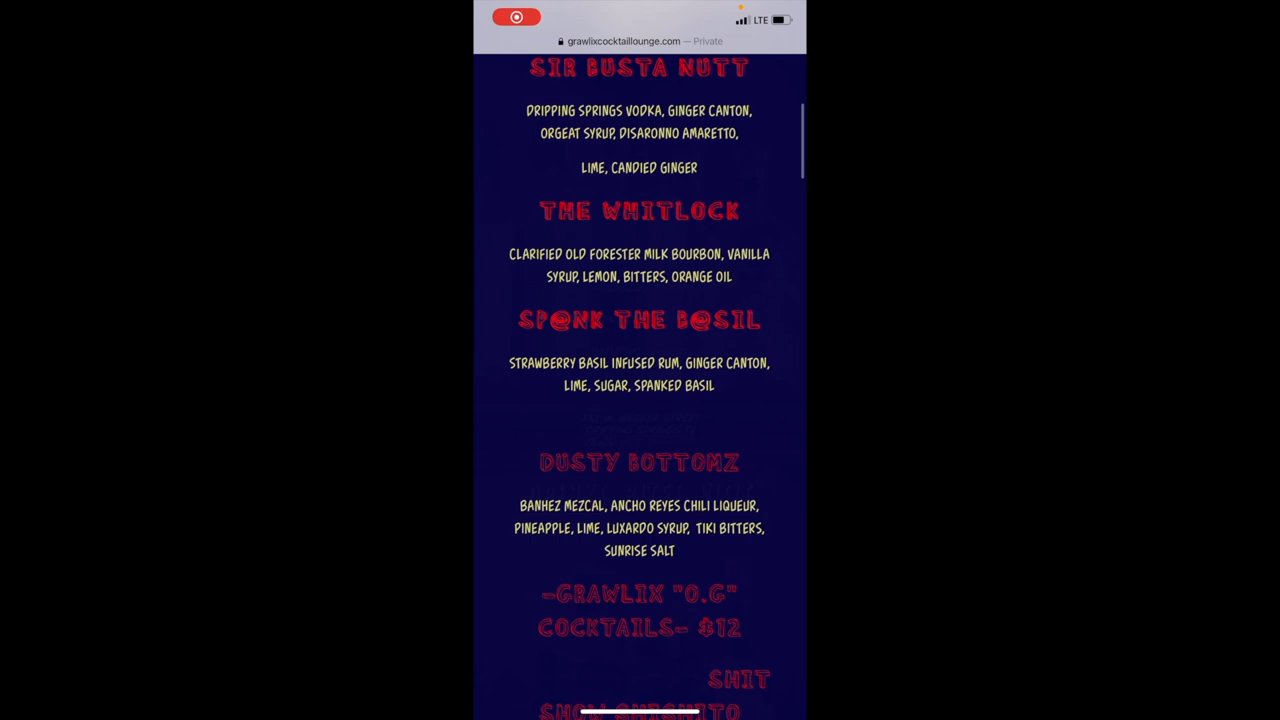 LTE
grawlixcocktaillounge.com — Private
SIR BUSTA NUTT
DRIPPING SPRINGS VODKA, GINGER CANTON,
ORGEAT SYRUP, DISARONNO AMARETTO,
LIME, CANDIED GINGER
THE WHITLOCK
CLARIFIED OLD FORESTER MILK BOURBON, VANILLA
SYRUP, LEMON, BITTERS, ORANGE OIL
SP@NK THE B@SIL
STRAWBERRY BASIL INFUSED RUM, GINGER CANTON,
LIME, SUGAR, SPANKED BASIL
DUSTY BOTTOMZ
BANHEZ MEZCAL, ANCHO REYES CHILI LIQUEUR,
PINEAPPLE, LIME, LUXARDO SYRUP, TIKI BITTERS,
SUNRISE SALT
-GRAWLIX "O.G"
COCKTAILS- $12
SHIT
SHOW SHISHITO